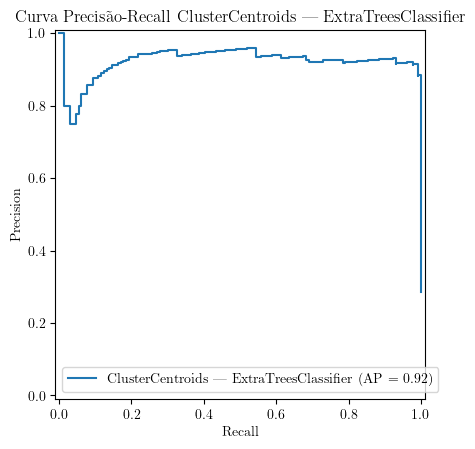 Curva Precisão-Recall ClusterCentroids — ExtraTreesClassifier
1.0
0.8
0.6
0.4
0.2
0.0
Precision
ClusterCentroids — ExtraTreesClassifier (AP = 0.92)
0.0 0.2 0.4 0.6 0.8 1.0
Recall